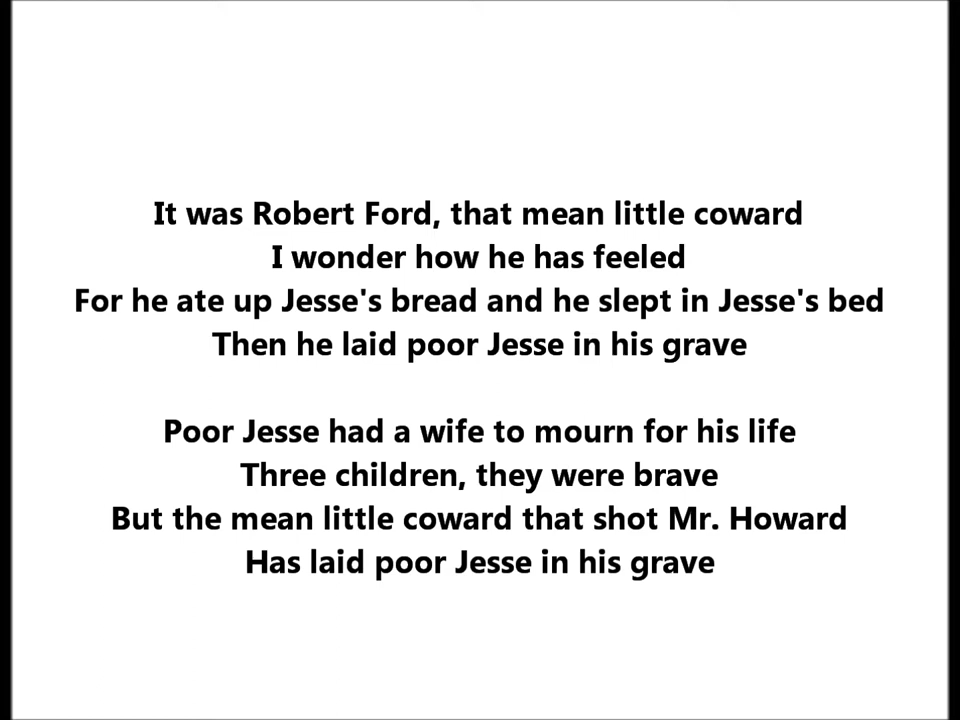 It was Robert Ford, that mean little coward
I wonder how he has feeled
For he ate up Jesse's bread and he slept in Jesse's bed
Then he laid poor Jesse in his grave
Poor Jesse had a wife to mourn for his life
Three children, they were brave
But the mean little coward that shot Mr. Howard
Has laid poor Jesse in his grave